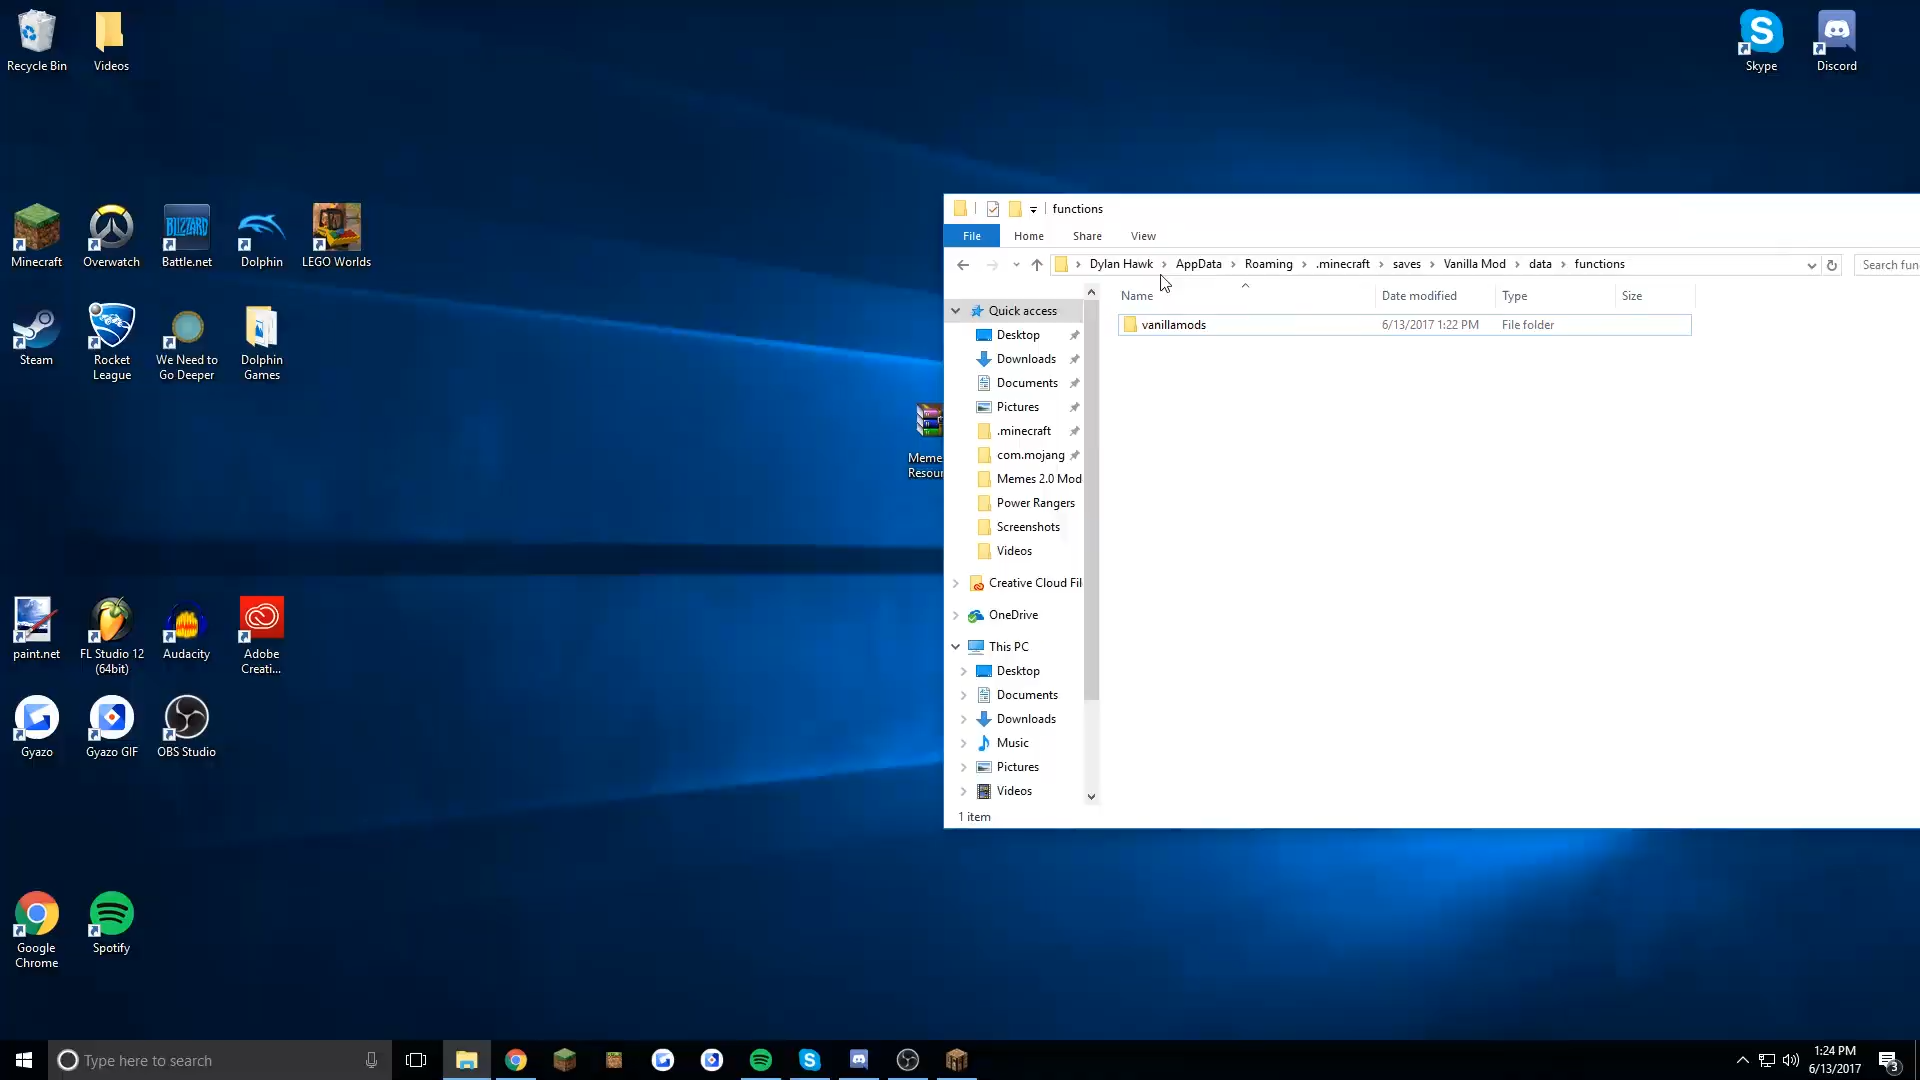 Recycle Bin
Videos
Skype
Discord
Minecraft
Overwatch
Battle.net
Dolphin
LEGO Worlds
Steam
Rocket
League
We Need to
Go Deeper
Dolphin
Games
BLIZZARD
Meme
Resour
paint.net
FL Studio 12
(64bit)
Audacity
Adobe
Creati...
Gyazo
Gyazo GIF
OBS Studio
Google
Chrome
Spotify
functions
File
Home
Share
View
Dylan Hawk
AppData
Roaming
.minecraft
saves
Vanilla Mod
data
functions
Search fun
Name
Date modified
Type
Size
vanillamods
6/13/2017 1:22 PM
File folder
Quick access
Desktop
Downloads
Documents
Pictures
.minecraft
com.mojang
Memes 2.0 Mod
Power Rangers
Screenshots
Videos
Creative Cloud Fil
OneDrive
This PC
Desktop
Documents
Downloads
Music
Pictures
Videos
1 item
Type here to search
1:24 PM
6/13/2017
3